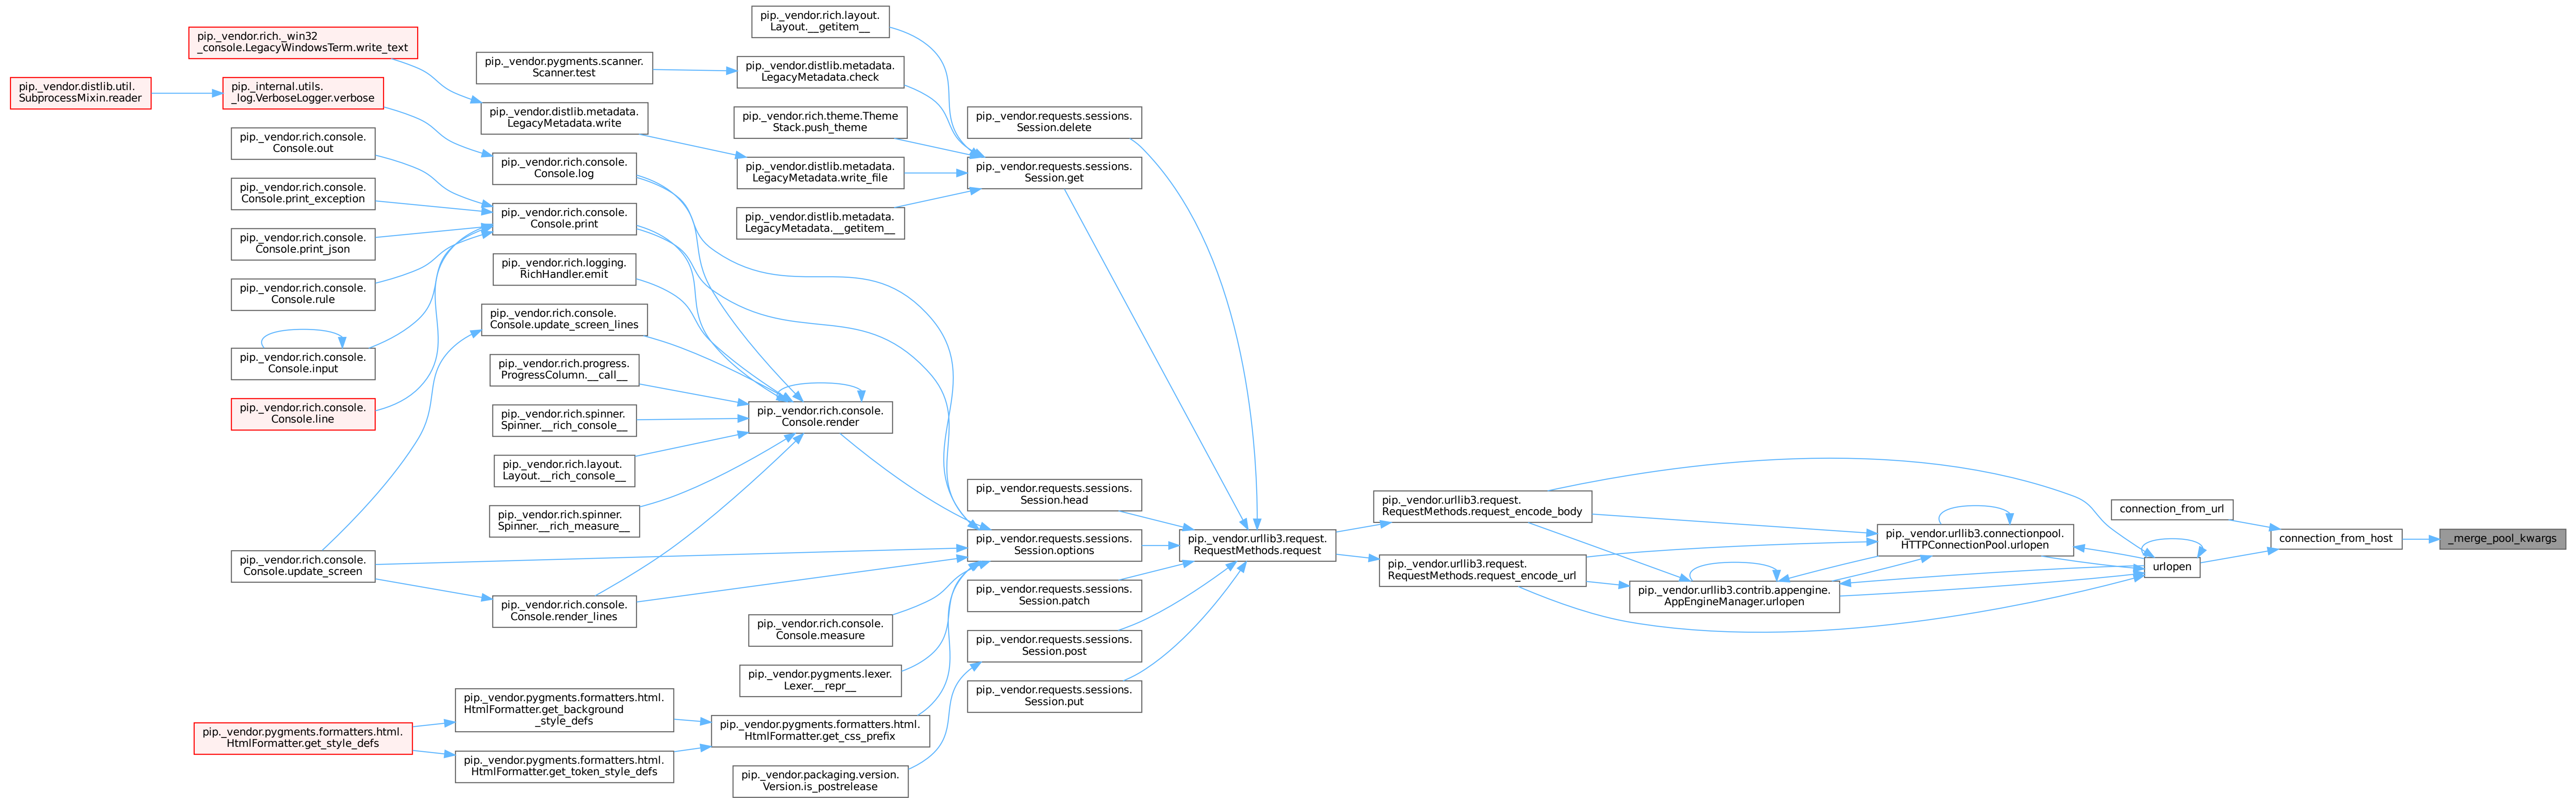 pip._vendor.rich.layout.
Layout.__getitem__
pip._vendor.rich._win32
_console.LegacyWindowsTerm.write_text
pip._vendor.pygments.scanner.
Scanner.test
pip._vendor.distlib.metadata.
LegacyMetadata.check
pip._vendor.distlib.util.
SubprocessMixin.reader
pip._internal.utils.
_log.VerboseLogger.verbose
pip._vendor.distlib.metadata.
LegacyMetadata.write
pip._vendor.rich.theme.Theme
Stack.push_theme
pip._vendor.requests.sessions.
Session.delete
pip._vendor.rich.console.
Console.out
pip._vendor.rich.console.
Console.log
pip._vendor.distlib.metadata.
LegacyMetadata.write_file
pip._vendor.requests.sessions.
Session.get
pip._vendor.rich.console.
Console.print_exception
pip._vendor.rich.console.
Console.print
pip._vendor.distlib.metadata.
LegacyMetadata.__getitem__
pip._vendor.rich.console.
Console.print_json
pip._vendor.rich.logging.
RichHandler.emit
pip._vendor.rich.console.
Console.rule
pip._vendor.rich.console.
Console.update_screen_lines
pip._vendor.rich.console.
Console.input
pip._vendor.rich.progress.
ProgressColumn.__call__
pip._vendor.rich.console.
Console.line
pip._vendor.rich.spinner.
Spinner.__rich_console__
pip._vendor.rich.console.
Console.render
pip._vendor.rich.layout.
Layout.__rich_console__
pip._vendor.requests.sessions.
Session.head
pip._vendor.urllib3.request.
RequestMethods.request_encode_body
connection_from_url
pip._vendor.rich.spinner.
Spinner.__rich_measure__
pip._vendor.requests.sessions.
Session.options
pip._vendor.urllib3.request.
RequestMethods.request
pip._vendor.urllib3.connectionpool.
HTTPConnectionPool.urlopen
connection_from_host
_merge_pool_kwargs
pip._vendor.rich.console.
Console.update_screen
pip._vendor.urllib3.request.
RequestMethods.request_encode_url
urlopen
pip._vendor.rich.console.
Console.render_lines
pip._vendor.requests.sessions.
Session.patch
pip._vendor.urllib3.contrib.appengine.
AppEngineManager.urlopen
pip._vendor.rich.console.
Console.measure
pip._vendor.requests.sessions.
Session.post
pip._vendor.pygments.lexer.
Lexer.__repr__
pip._vendor.requests.sessions.
Session.put
pip._vendor.pygments.formatters.html.
HtmlFormatter.get_background
_style_defs
pip._vendor.pygments.formatters.html.
HtmlFormatter.get_css_prefix
pip._vendor.pygments.formatters.html.
HtmlFormatter.get_style_defs
pip._vendor.pygments.formatters.html.
HtmlFormatter.get_token_style_defs
pip._vendor.packaging.version.
Version.is_postrelease